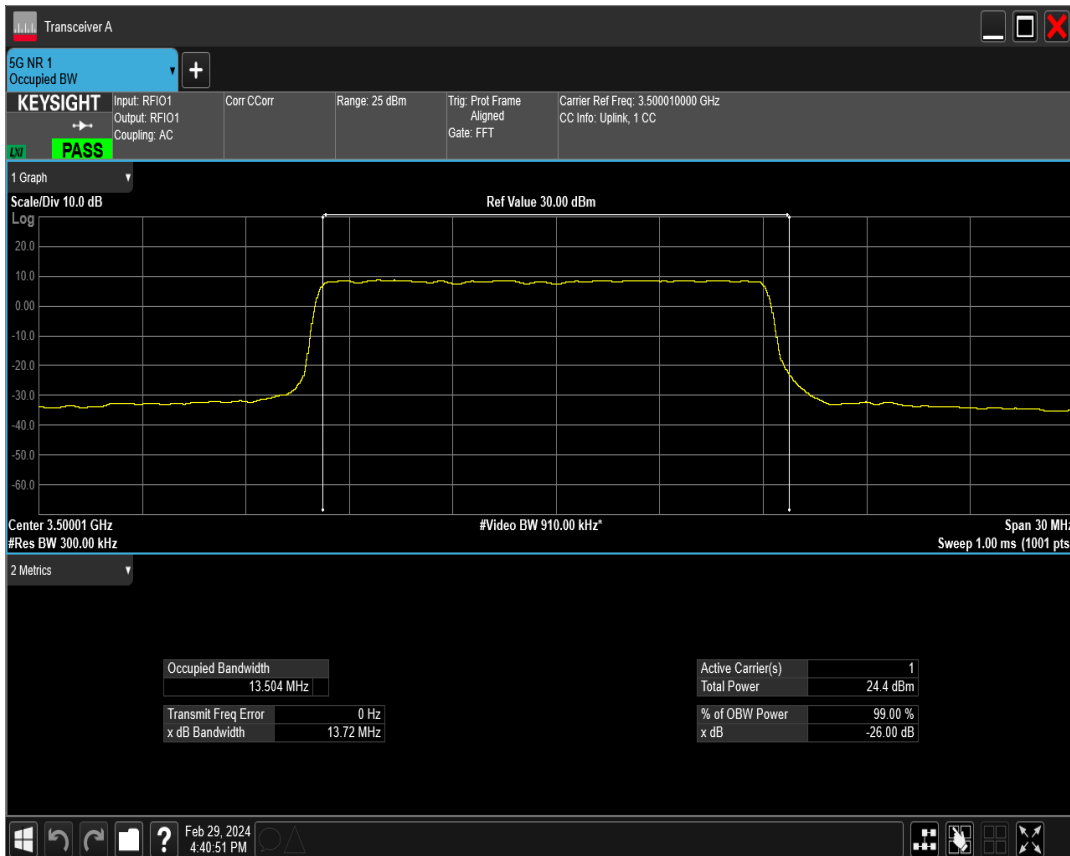 Transceiver A
5G NR 1
Occupied BW
+
KEYSIGHT
LXI
PASS
Input: RFIO1
Output: RFIO1
Coupling: AC
Corr CCorr
Range: 25 dBm
Trig: Prot Frame
Aligned
Gate: FFT
Carrier Ref Freq: 3.500010000 GHz
CC Info: Uplink, 1 CC
1 Graph
Scale/Div 10.0 dB
Ref Value 30.00 dBm
Log
20.0
10.0
0.00
-10.0
-20.0
-30.0
-40.0
-50.0
-60.0
Center 3.50001 GHz
#Video BW 910.00 kHz*
Span 30 MHz
#Res BW 300.00 kHz
Sweep 1.00 ms (1001 pts
2 Metrics
Occupied Bandwidth
13.504 MHz
Transmit Freq Error 0 Hz
x dB Bandwidth 13.72 MHz
Active Carrier(s) 1
Total Power 24.4 dBm
% of OBW Power 99.00 %
x dB -26.00 dB
?
Feb 29, 2024
4:40:51 PM